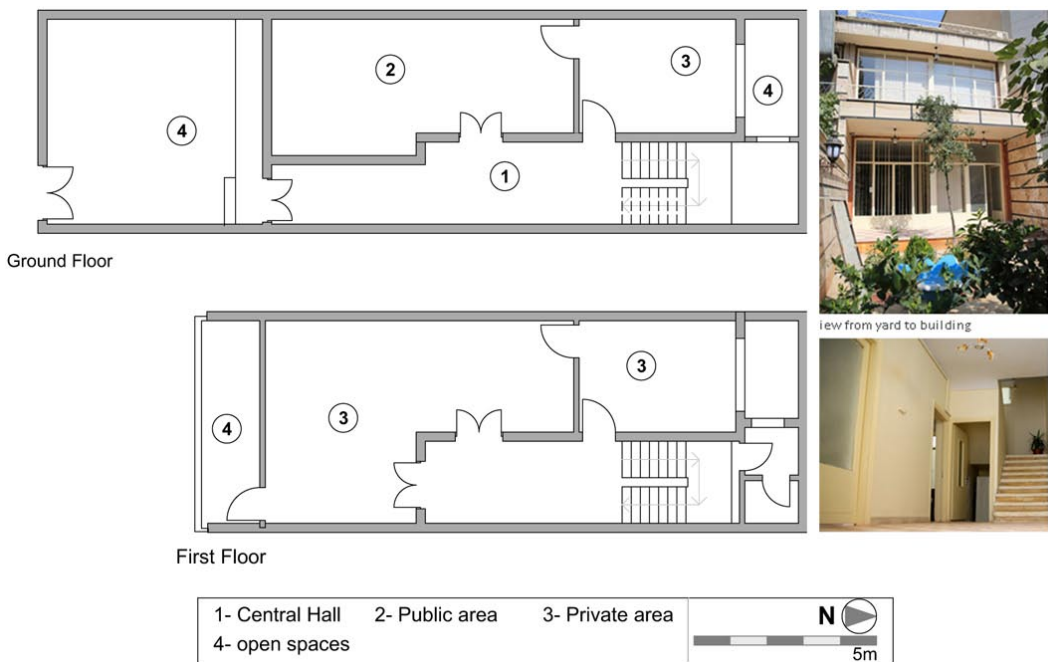 2
3
4
4
1
Ground Floor
iew from yard to building
3
3
4
First Floor
1- Central Hall 2- Public area 3- Private area
4- open spaces
N
5m